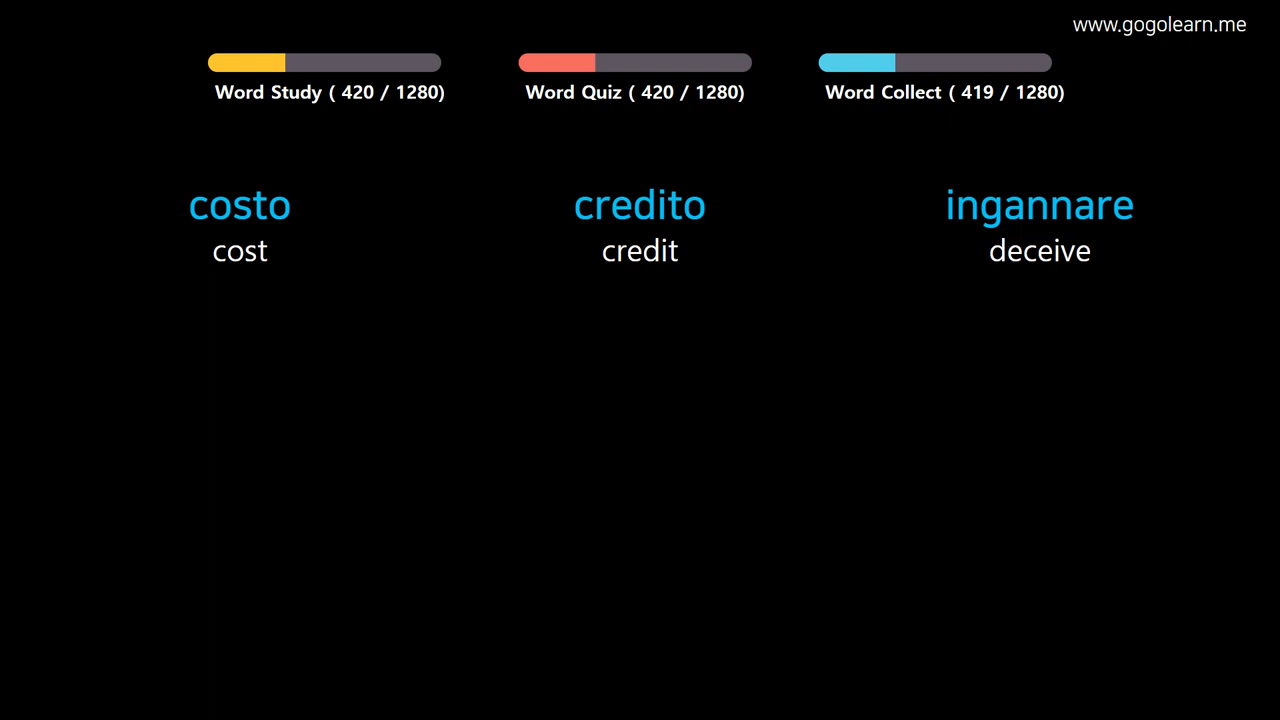 www.gogolearn.me
Word Study ( 420 / 1280)
Word Quiz ( 420 / 1280)
Word Collect ( 419 / 1280)
costo
cost
credito
credit
ingannare
deceive